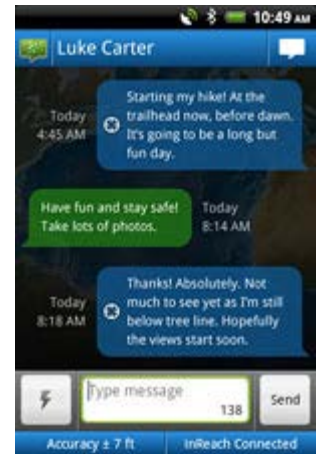 10:49 AM
Luke Carter
Starting my hike! At the
trailhead now, before dawn.
It's going to be a long but
fun day.
Today
4:45 AM
Have fun and stay safe!
Take lots of photos.
Today
8:14 AM
Thanks! Absolutely. Not
much to see yet as I'm still
below tree line. Hopefully
the views start soon.
Today
8:18 AM
Type message
138
Send
Accuracy ± 7 ft
inReach Connected